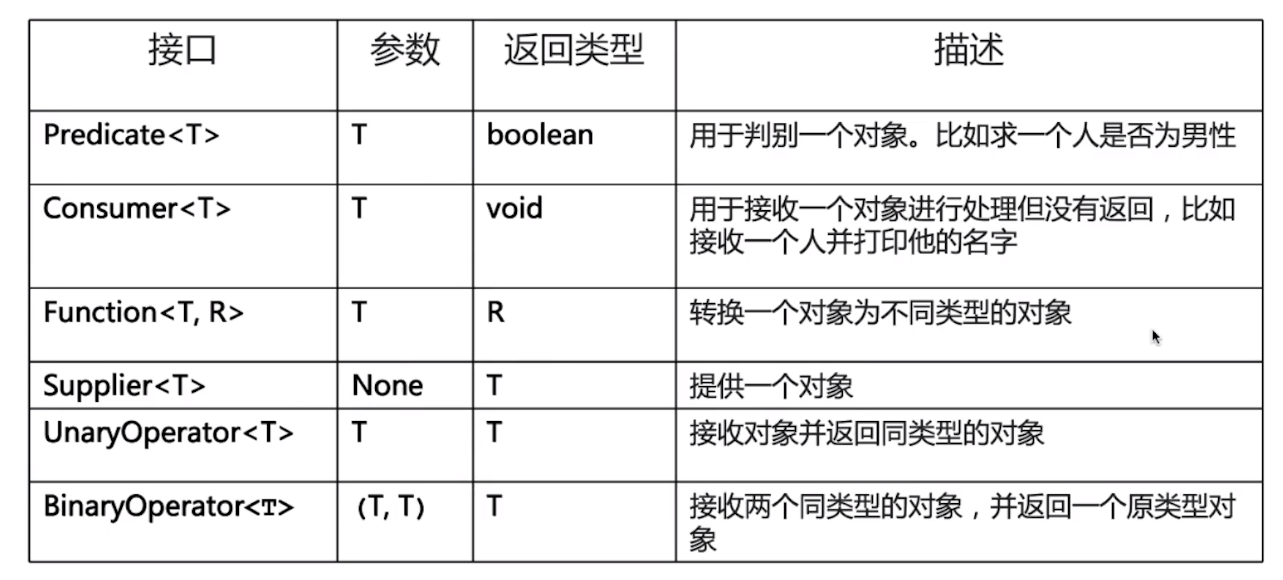 接口 参数 返回类型 描述
Predicate<T> T boolean 用于判别一个对象。比如求一个人是否为男性
Consumer<T> T void 用于接收一个对象进行处理但没有返回，比如
接收一个人并打印他的名字
Function<T, R> T R 转换一个对象为不同类型的对象
Supplier<T> None T 提供一个对象
UnaryOperator<T> T T 接收对象并返回同类型的对象
BinaryOperator<T> (T, T) T 接收两个同类型的对象，并返回一个原类型对
象